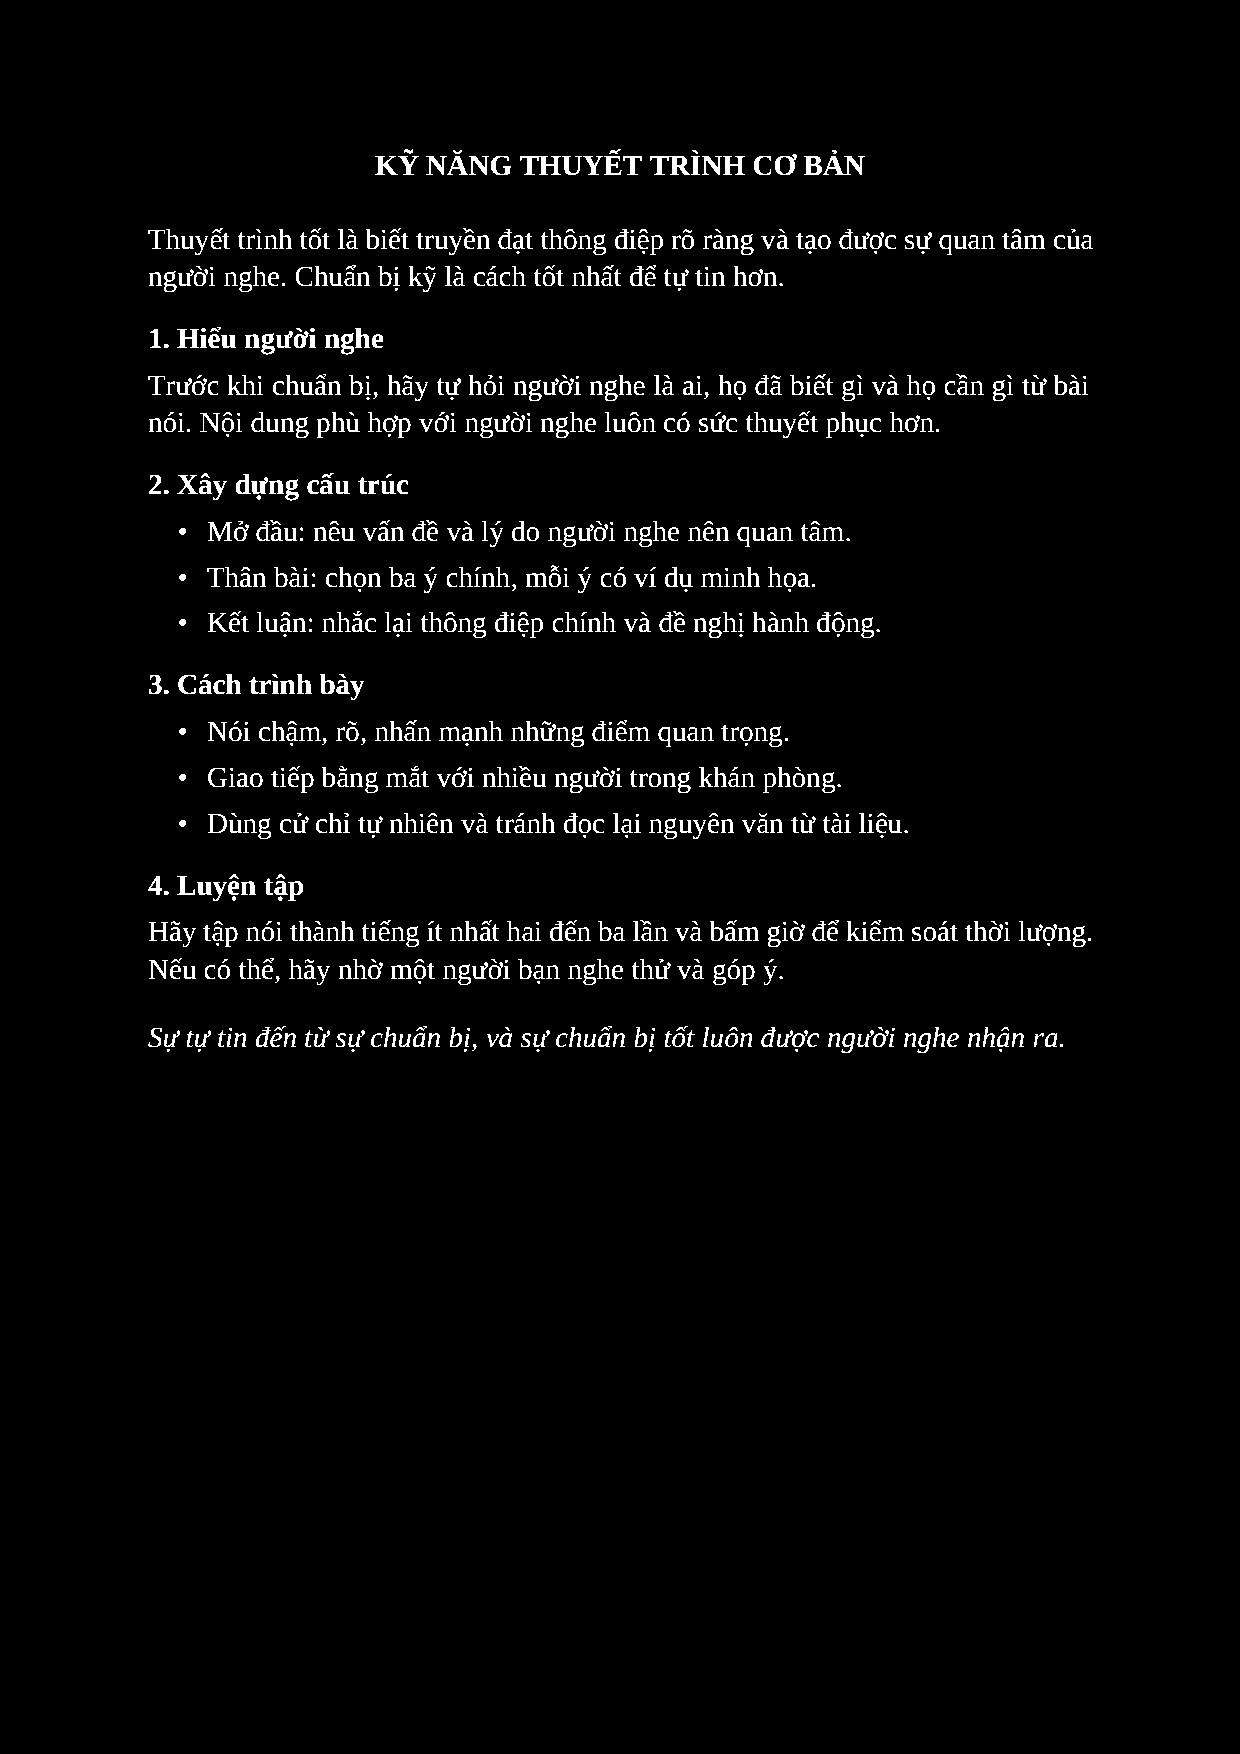 KỸ NĂNG THUYẾT TRÌNH CƠ BẢN
Thuyết trình tốt là biết truyền đạt thông điệp rõ ràng và tạo được sự quan tâm của
người nghe. Chuẩn bị kỹ là cách tốt nhất để tự tin hơn.
1. Hiểu người nghe
Trước khi chuẩn bị, hãy tự hỏi người nghe là ai, họ đã biết gì và họ cần gì từ bài
nói. Nội dung phù hợp với người nghe luôn có sức thuyết phục hơn.
2. Xây dựng cấu trúc
• Mở đầu: nêu vấn đề và lý do người nghe nên quan tâm.
• Thân bài: chọn ba ý chính, mỗi ý có ví dụ minh họa.
• Kết luận: nhắc lại thông điệp chính và đề nghị hành động.
3. Cách trình bày
• Nói chậm, rõ, nhấn mạnh những điểm quan trọng.
• Giao tiếp bằng mắt với nhiều người trong khán phòng.
• Dùng cử chỉ tự nhiên và tránh đọc lại nguyên văn từ tài liệu.
4. Luyện tập
Hãy tập nói thành tiếng ít nhất hai đến ba lần và bấm giờ để kiểm soát thời lượng.
Nếu có thể, hãy nhờ một người bạn nghe thử và góp ý.
Sự tự tin đến từ sự chuẩn bị, và sự chuẩn bị tốt luôn được người nghe nhận ra.